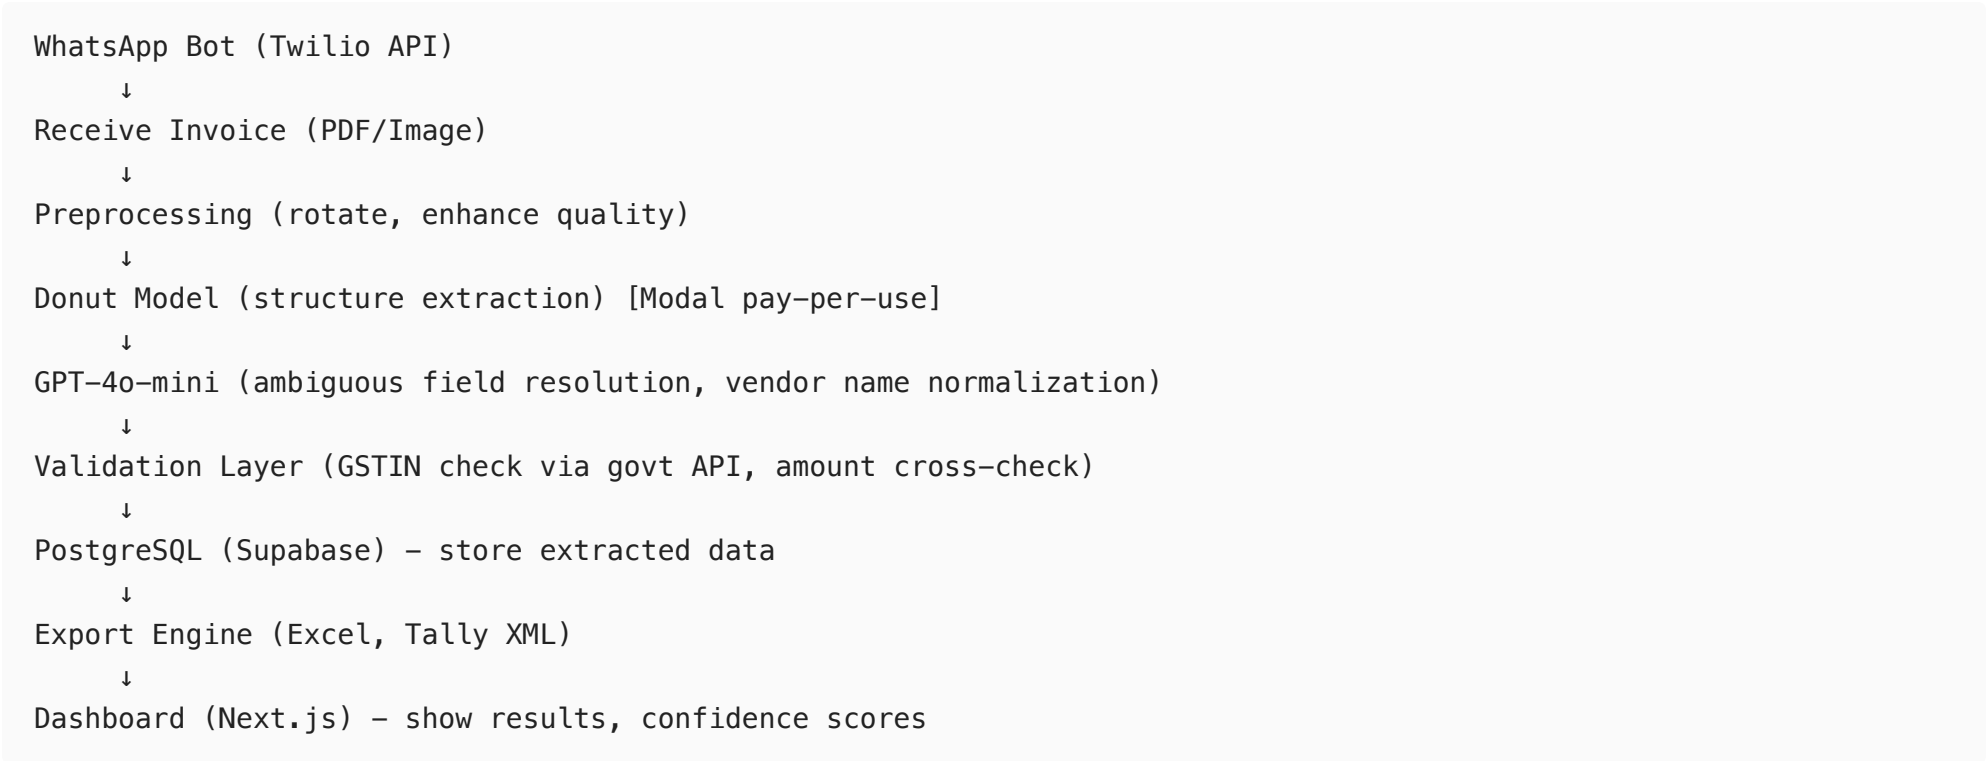 WhatsApp Bot (Twilio API)
↓
Receive Invoice (PDF/Image)
↓
Preprocessing (rotate, enhance quality)
↓
Donut Model (structure extraction) [Modal pay-per-use]
↓
GPT-4o-mini (ambiguous field resolution, vendor name normalization)
↓
Validation Layer (GSTIN check via govt API, amount cross-check)
↓
PostgreSQL (Supabase) - store extracted data
↓
Export Engine (Excel, Tally XML)
↓
Dashboard (Next.js) - show results, confidence scores